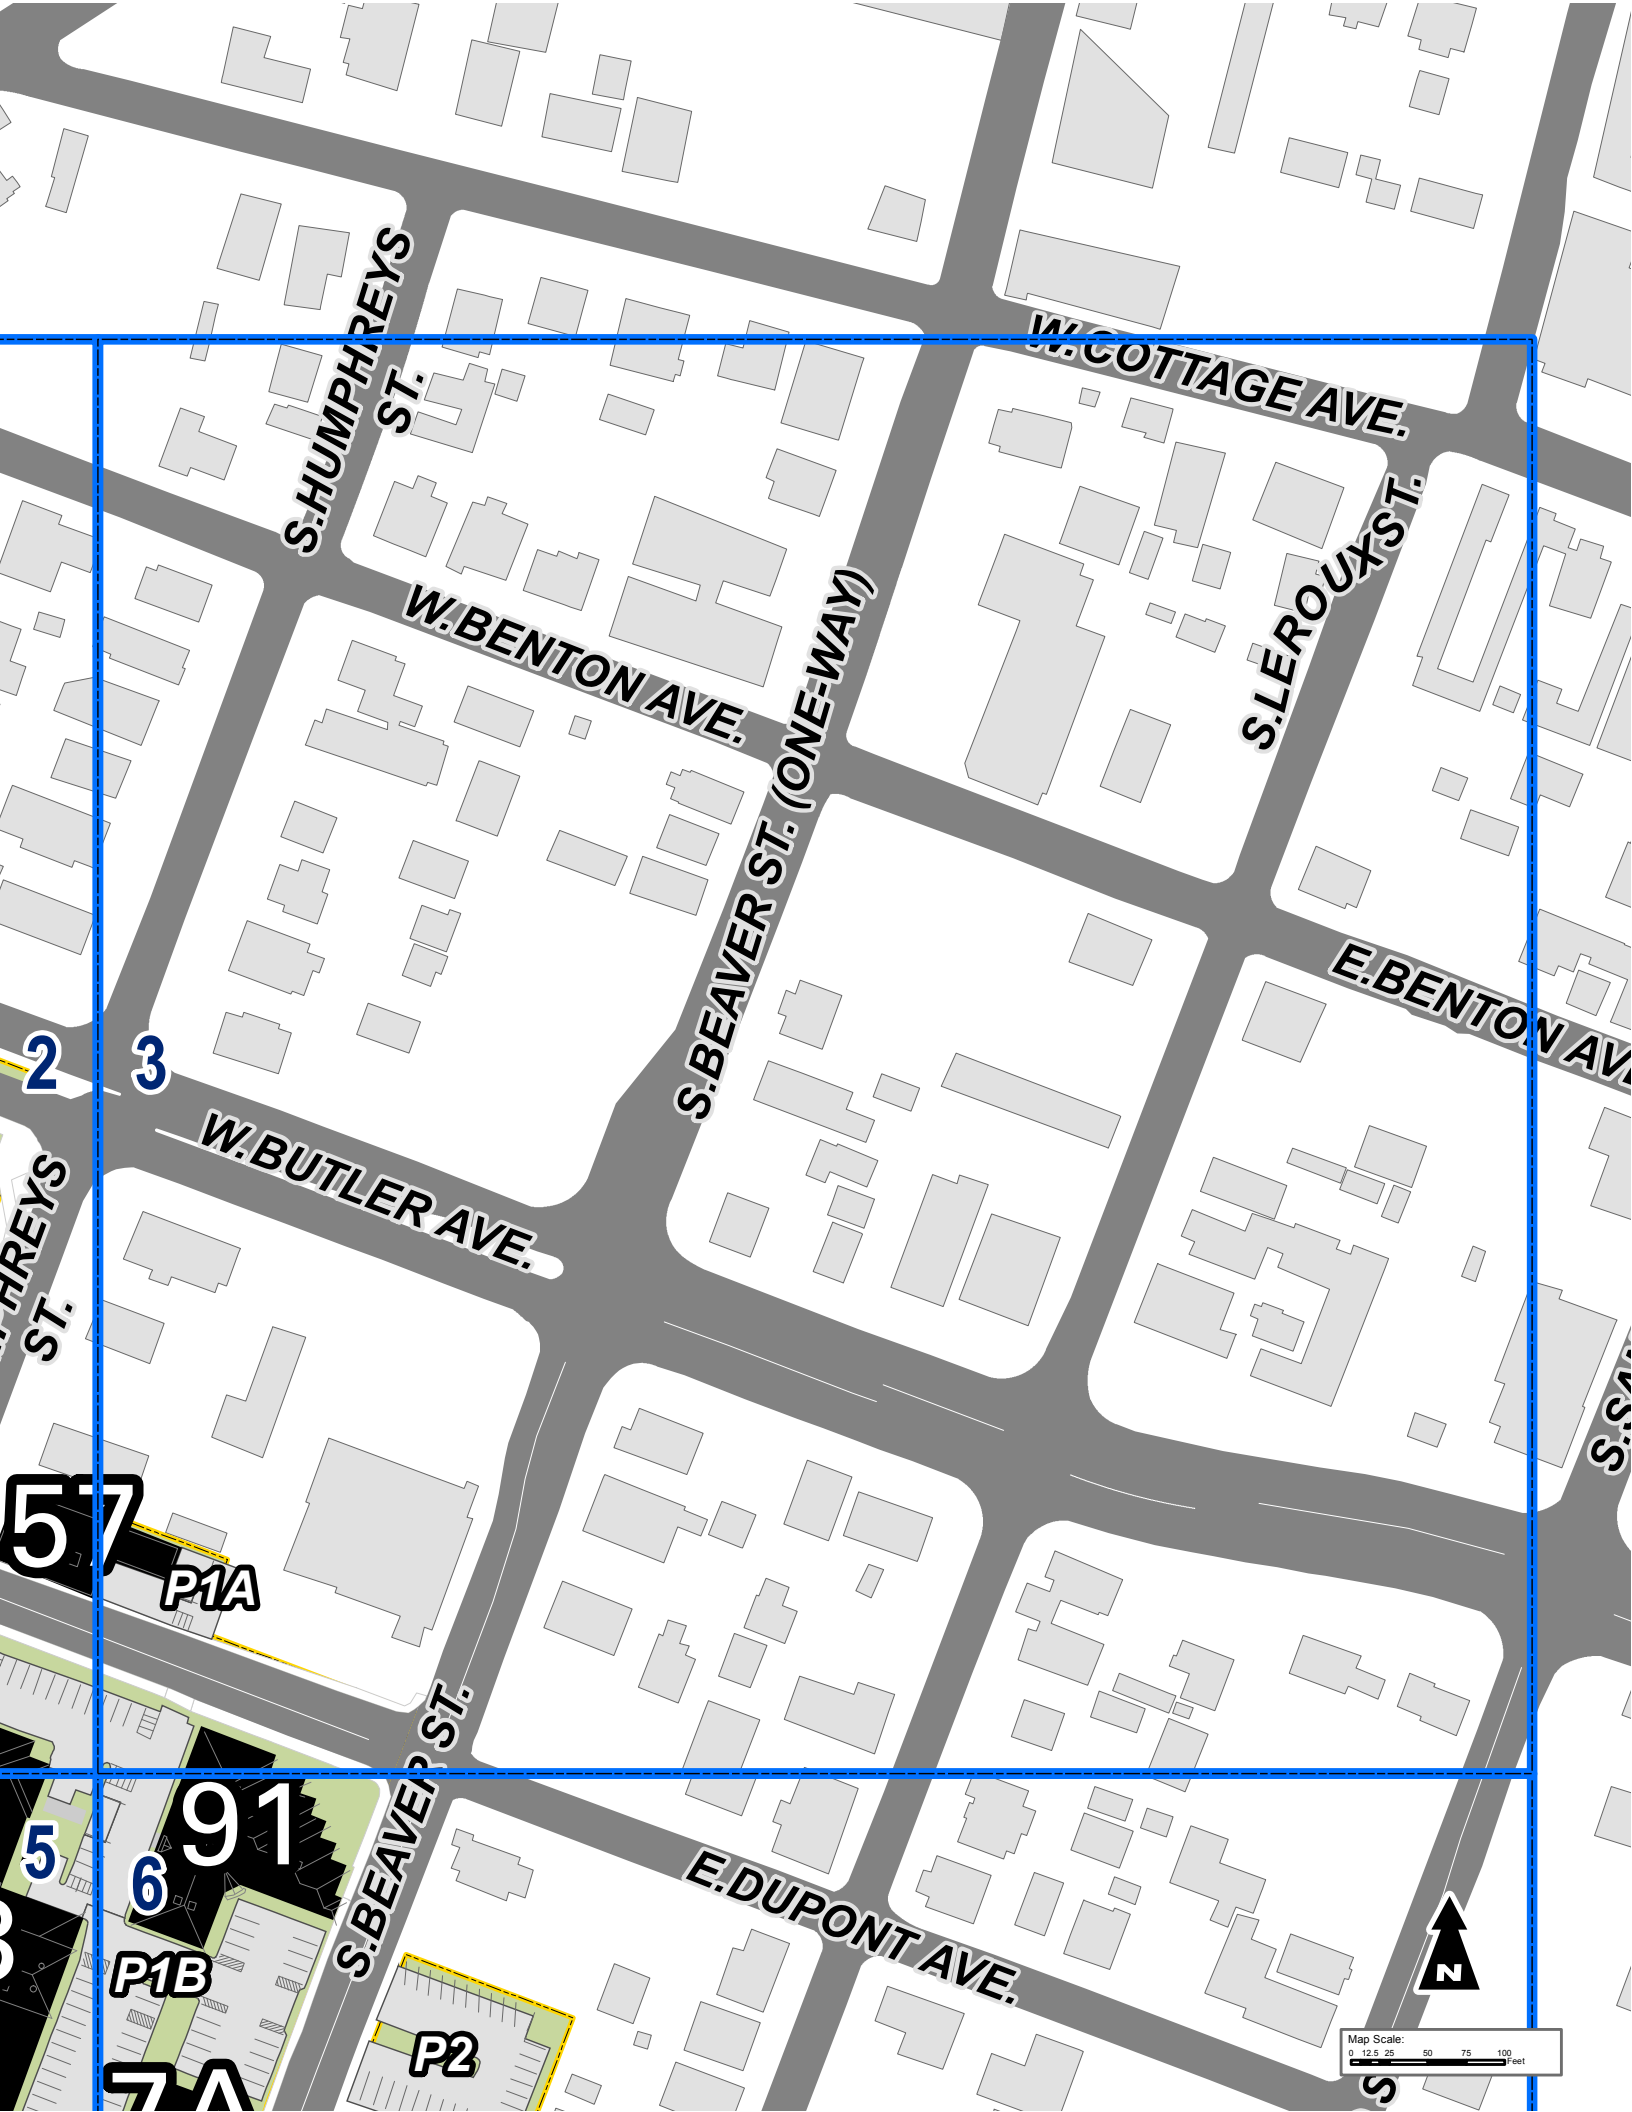 S.HUMPHREYS
ST.
W.COTTAGE AVE.
S.LEROUX ST.
W.BENTON AVE.
S.BEAVER ST. (ONE-WAY)
E.BENTON AVE
2
3
W.BUTLER AVE.
HREYS
ST.
57
P1A
S.BEAVER ST.
91
5
6
E.DUPONT AVE.
P1B
P2
7A
N
Map Scale:
0 12.5 25 50 75 100
Feet